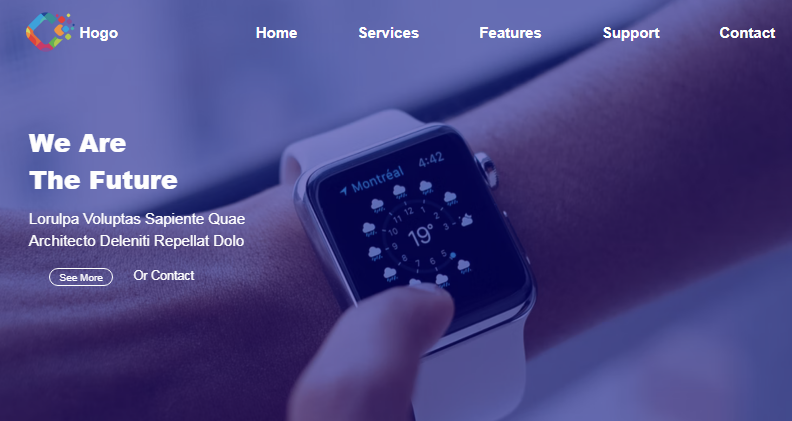 Hogo
Home
Services
Features
Support
Contact
We Are
The Future
Lorulpa Voluptas Sapiente Quae
Architecto Deleniti Repellat Dolo
See More
Or Contact
Montréal
4:42
11 12 1
10 2
9 3
8 4
7 6 5
19°